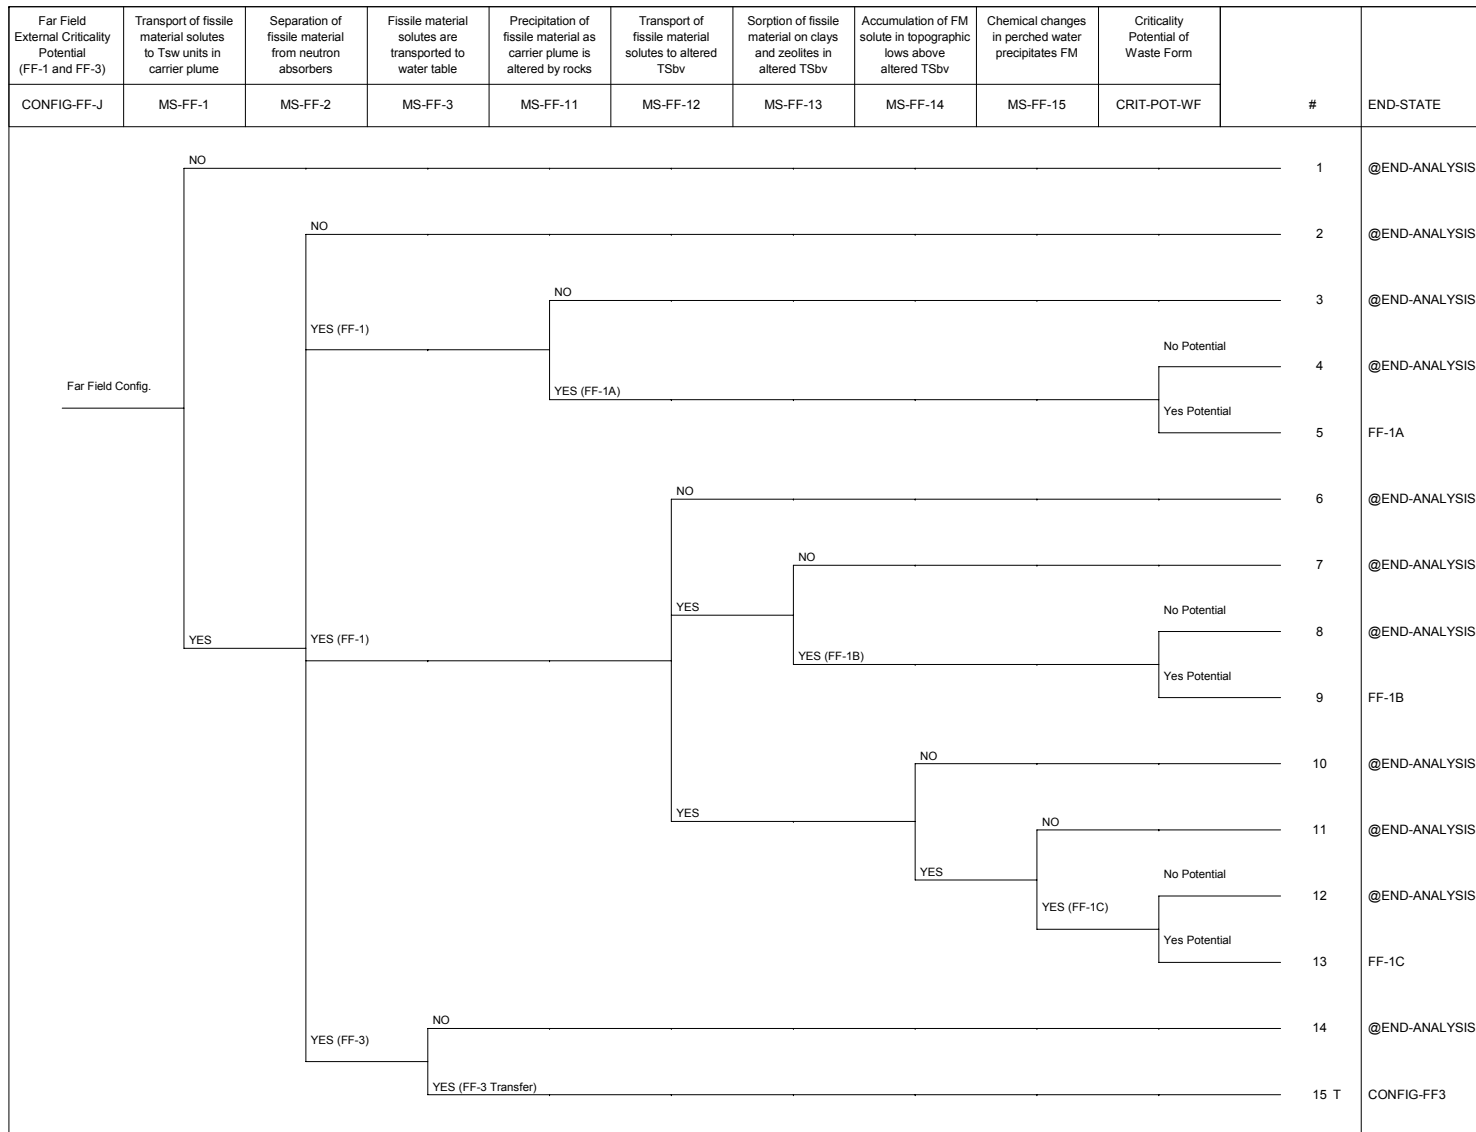 Far Field
External Criticality
Potential
(FF-1 and FF-3)
Transport of fissile
material solutes
to Tsw units in
carrier plume
Separation of
fissile material
from neutron
absorbers
Fissile material
solutes are
transported to
water table
Precipitation of
fissile material as
carrier plume is
altered by rocks
Transport of
fissile material
solutes to altered
TSbv
Sorption of fissile
material on clays
and zeolites in
altered TSbv
Accumulation of FM
solute in topographic
lows above
altered TSbv
Chemical changes
in perched water
precipitates FM
Criticality
Potential of
Waste Form
CONFIG-FF-J MS-FF-1 MS-FF-2 MS-FF-3 MS-FF-11 MS-FF-12 MS-FF-13 MS-FF-14 MS-FF-15 CRIT-POT-WF # END-STATE
NO
1 @END-ANALYSIS
NO
2 @END-ANALYSIS
NO
3 @END-ANALYSIS
YES (FF-1)
No Potential
4 @END-ANALYSIS
Far Field Config.
YES (FF-1A)
Yes Potential
5 FF-1A
NO
6 @END-ANALYSIS
NO
7 @END-ANALYSIS
YES
No Potential
8 @END-ANALYSIS
YES
YES (FF-1)
YES (FF-1B)
Yes Potential
9 FF-1B
NO
10 @END-ANALYSIS
YES
NO
11 @END-ANALYSIS
YES
No Potential
12 @END-ANALYSIS
YES (FF-1C)
Yes Potential
13 FF-1C
NO
14 @END-ANALYSIS
YES (FF-3)
YES (FF-3 Transfer)
15 T CONFIG-FF3